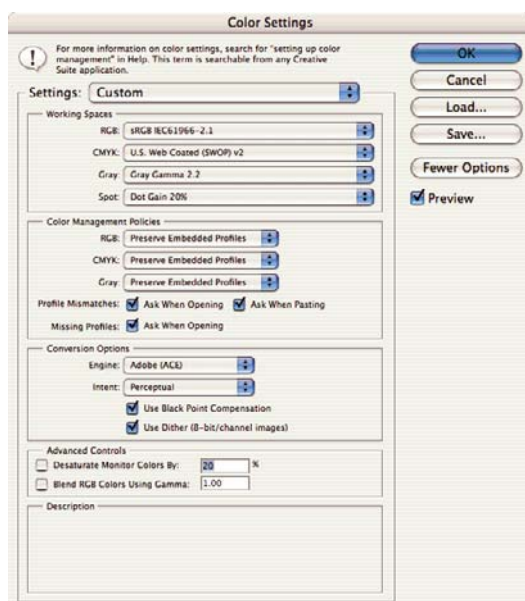 Color Settings
For more information on color settings, search for "setting up color
management" in Help. This term is searchable from any Creative
Suite application.
Settings: Custom
Working Spaces
RGB: sRGB IEC61966-2.1
CMYK: U.S. Web Coated (SWOP) v2
Gray: Gray Gamma 2.2
Spot: Dot Gain 20%
Color Management Policies
RGB: Preserve Embedded Profiles
CMYK: Preserve Embedded Profiles
Gray: Preserve Embedded Profiles
Profile Mismatches: Ask When Opening Ask When Pasting
Missing Profiles: Ask When Opening
Conversion Options
Engine: Adobe (ACE)
Intent: Perceptual
Use Black Point Compensation
Use Dither (8-bit/channel images)
Advanced Controls
Desaturate Monitor Colors By: 20 %
Blend RGB Colors Using Gamma: 1.00
Description
OK
Cancel
Load...
Save...
Fewer Options
Preview